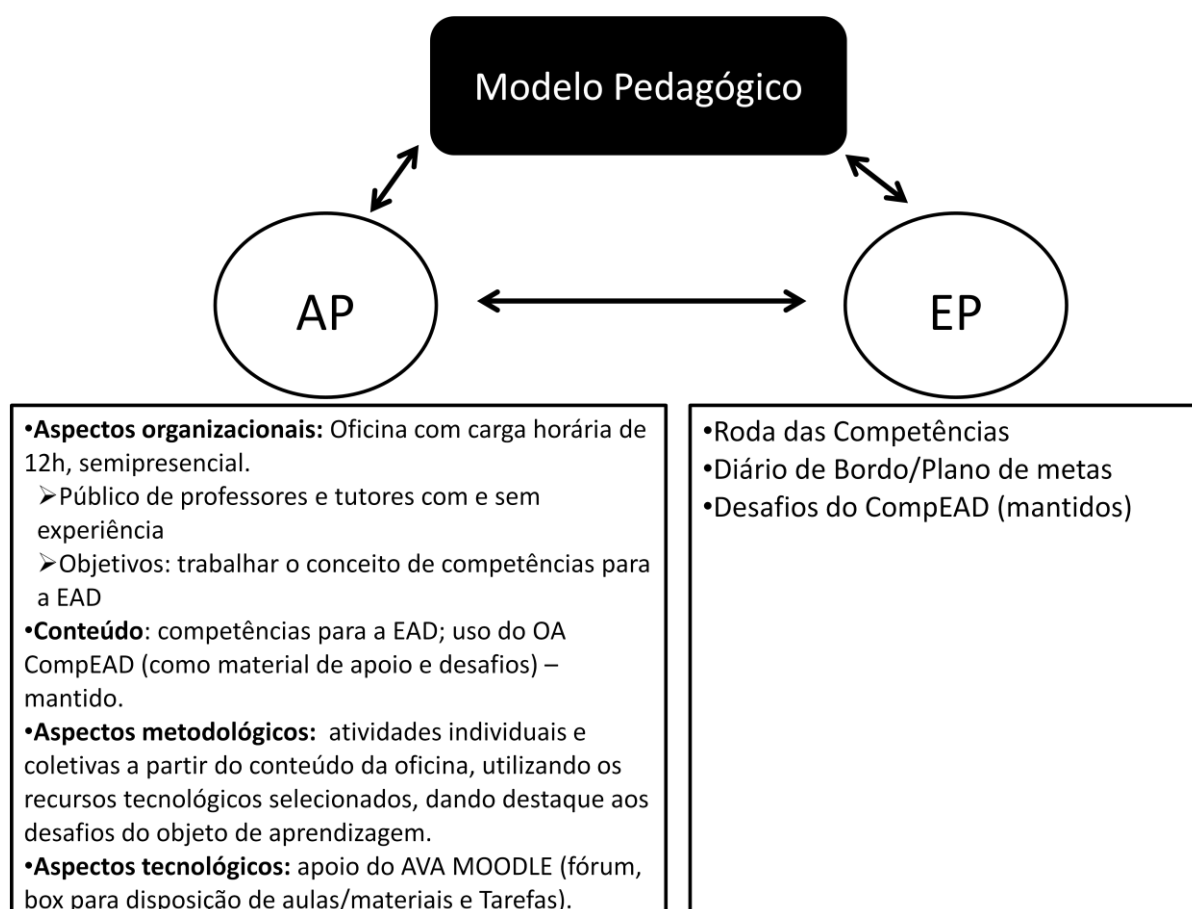 Modelo Pedagógico
AP
EP
•Aspectos organizacionais: Oficina com carga horária de
12h, semipresencial.
➢Público de professores e tutores com e sem
experiência
➢Objetivos: trabalhar o conceito de competências para
a EAD
•Conteúdo: competências para a EAD; uso do OA
CompEAD (como material de apoio e desafios) –
mantido.
•Aspectos metodológicos: atividades individuais e
coletivas a partir do conteúdo da oficina, utilizando os
recursos tecnológicos selecionados, dando destaque aos
desafios do objeto de aprendizagem.
•Aspectos tecnológicos: apoio do AVA MOODLE (fórum,
box para disposição de aulas/materiais e Tarefas).
•Roda das Competências
•Diário de Bordo/Plano de metas
•Desafios do CompEAD (mantidos)